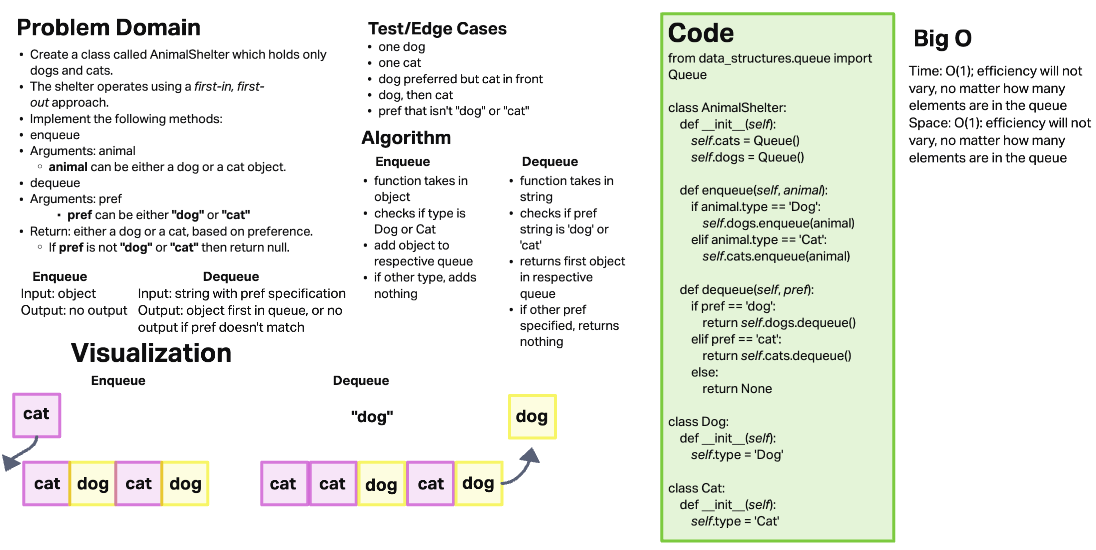 Problem Domain
• Create a class called AnimalShelter which holds only
dogs and cats.
• The shelter operates using a first-in, first-
out approach.
• Implement the following methods:
• enqueue
• Arguments: animal
◦ animal can be either a dog or a cat object.
• dequeue
• Arguments: pref
• pref can be either "dog" or "cat"
• Return: either a dog or a cat, based on preference.
◦ If pref is not "dog" or "cat" then return null.
Enqueue
Input: object
Output: no output
Dequeue
Input: string with pref specification
Output: object first in queue, or no
output if pref doesn't match
Test/Edge Cases
• one dog
• one cat
• dog preferred but cat in front
• dog, then cat
• pref that isn't "dog" or "cat"
Algorithm
Enqueue
• function takes in
object
• checks if type is
Dog or Cat
• add object to
respective queue
• if other type, adds
nothing
Dequeue
• function takes in
string
• checks if pref
string is 'dog' or
'cat'
• returns first object
in respective
queue
• if other pref
specified, returns
nothing
Visualization
Enqueue
cat
cat dog cat dog
Dequeue
"dog"
dog
cat cat dog cat dog
Code
from data_structures.queue import
Queue
class AnimalShelter:
def __init__(self):
self.cats = Queue()
self.dogs = Queue()
def enqueue(self, animal):
if animal.type == 'Dog':
self.dogs.enqueue(animal)
elif animal.type == 'Cat':
self.cats.enqueue(animal)
def dequeue(self, pref):
if pref == 'dog':
return self.dogs.dequeue()
elif pref == 'cat':
return self.cats.dequeue()
else:
return None
class Dog:
def __init__(self):
self.type = 'Dog'
class Cat:
def __init__(self):
self.type = 'Cat'
Big O
Time: O(1); efficiency will not
vary, no matter how many
elements are in the queue
Space: O(1): efficiency will not
vary, no matter how many
elements are in the queue